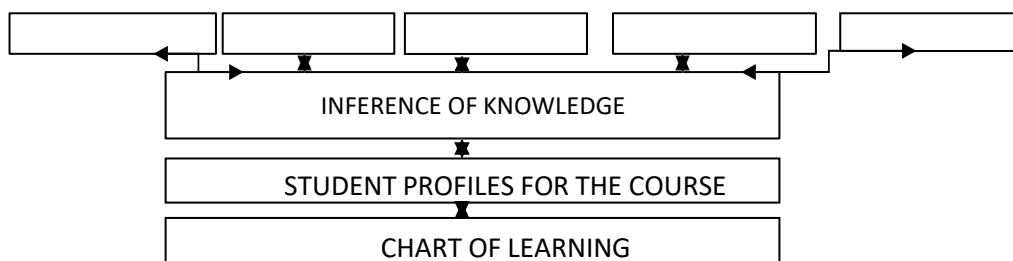 INFERENCE OF KNOWLEDGE
STUDENT PROFILES FOR THE COURSE
CHART OF LEARNING